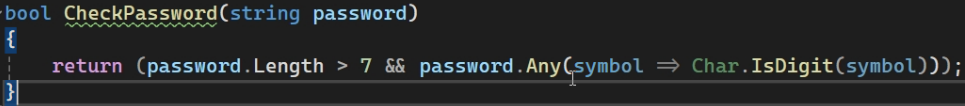 bool CheckPassword(string password)
{
return (password.Length > 7 && password.Any(symbol => Char.IsDigit(symbol)));
}